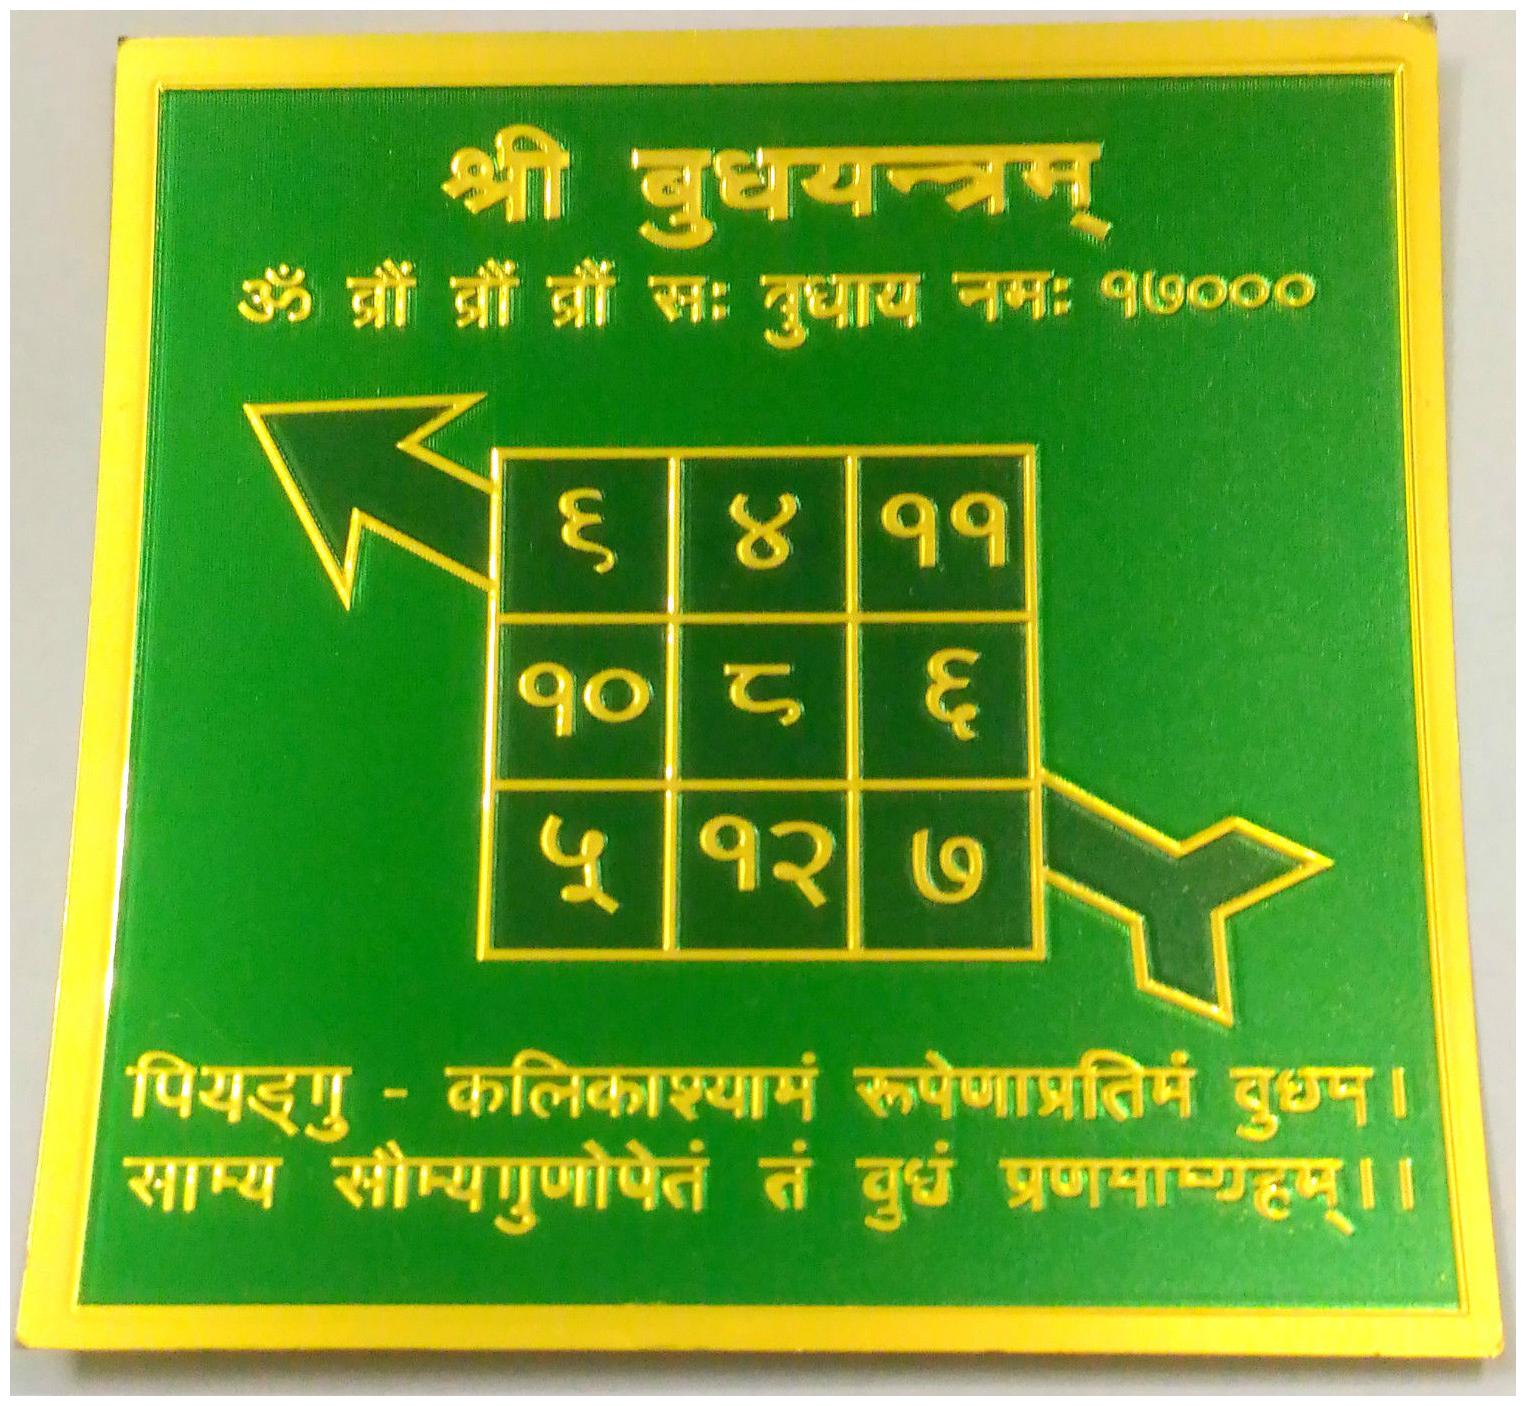 श्री बुधयन्त्रम्
ॐ त्रौं त्रौं त्रौं सः त्रुधाय नमः १७०००
६ ४ ११
१० ८ ९
५ १२ ७
पियड्गु - कलिकाश्यामं रूपेणाप्रतिमं वुधम ।
साम्य सौम्यगुणोपेतं तं वुधं प्रणमाम्यहम् ।।